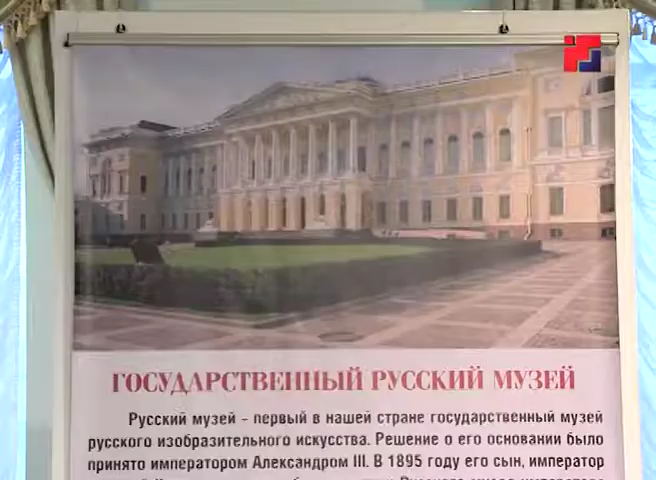 ГОСУДАРСТВЕННЫЙ РУССКИЙ МУЗЕЙ
Русский музей - первый в нашей стране государственный музей
русского изобразительного искусства. Решение о его основании было
принято императором Александром III. В 1895 году его сын, император